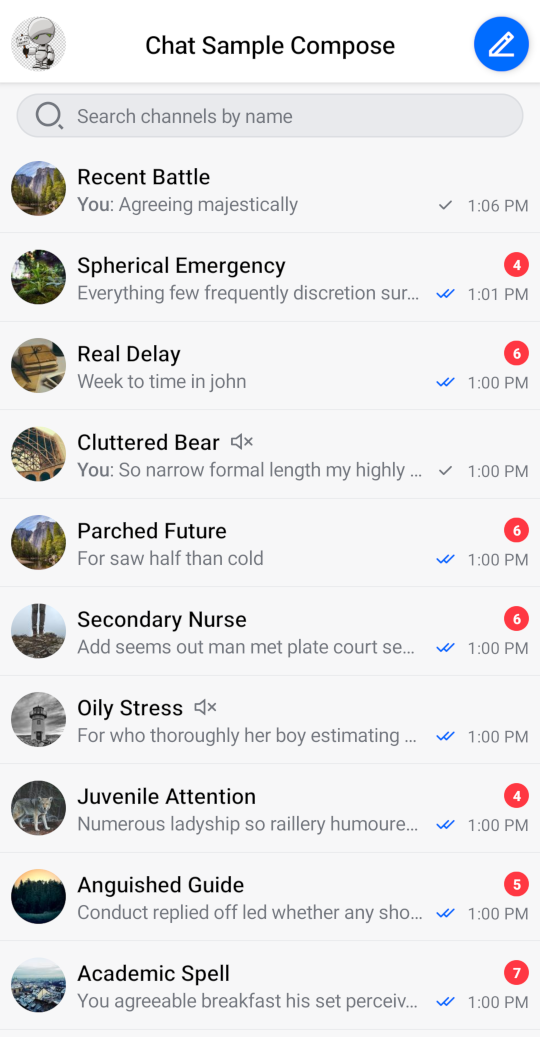 Chat Sample Compose
Search channels by name
Recent Battle
You: Agreeing majestically 1:06 PM
Spherical Emergency 4
Everything few frequently discretion sur... 1:01 PM
Real Delay 6
Week to time in john 1:00 PM
Cluttered Bear
You: So narrow formal length my highly ... 1:00 PM
Parched Future 6
For saw half than cold 1:00 PM
Secondary Nurse 6
Add seems out man met plate court se... 1:00 PM
Oily Stress
For who thoroughly her boy estimating ... 1:00 PM
Juvenile Attention 4
Numerous ladyship so raillery humoure... 1:00 PM
Anguished Guide 5
Conduct replied off led whether any sho... 1:00 PM
Academic Spell 7
You agreeable breakfast his set perceiv... 1:00 PM